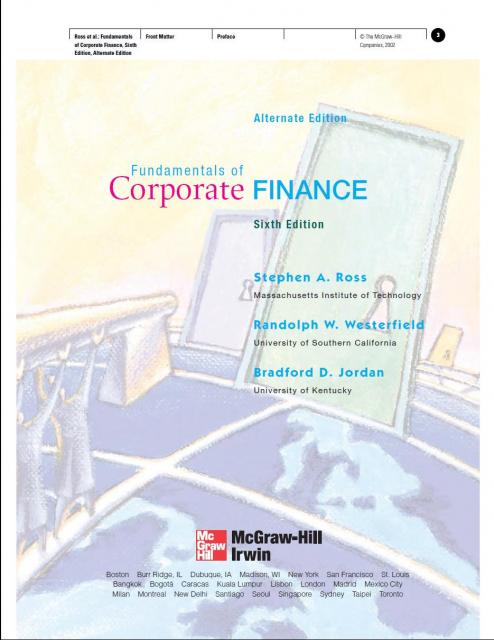 Ross et al.: Fundamentals of Corporate Finance, Sixth Edition, Alternate Edition
Front Matter
Preface
© The McGraw-Hill Companies, 2002
3
Alternate Edition
Fundamentals of
Corporate FINANCE
Sixth Edition
Stephen A. Ross
Massachusetts Institute of Technology
Randolph W. Westerfield
University of Southern California
Bradford D. Jordan
University of Kentucky
Mc
Graw
Hill
McGraw-Hill
Irwin
Boston Burr Ridge, IL Dubuque, IA Madison, WI New York San Francisco St. Louis
Bangkok Bogotá Caracas Kuala Lumpur Lisbon London Madrid Mexico City
Milan Montreal New Delhi Santiago Seoul Singapore Sydney Taipei Toronto